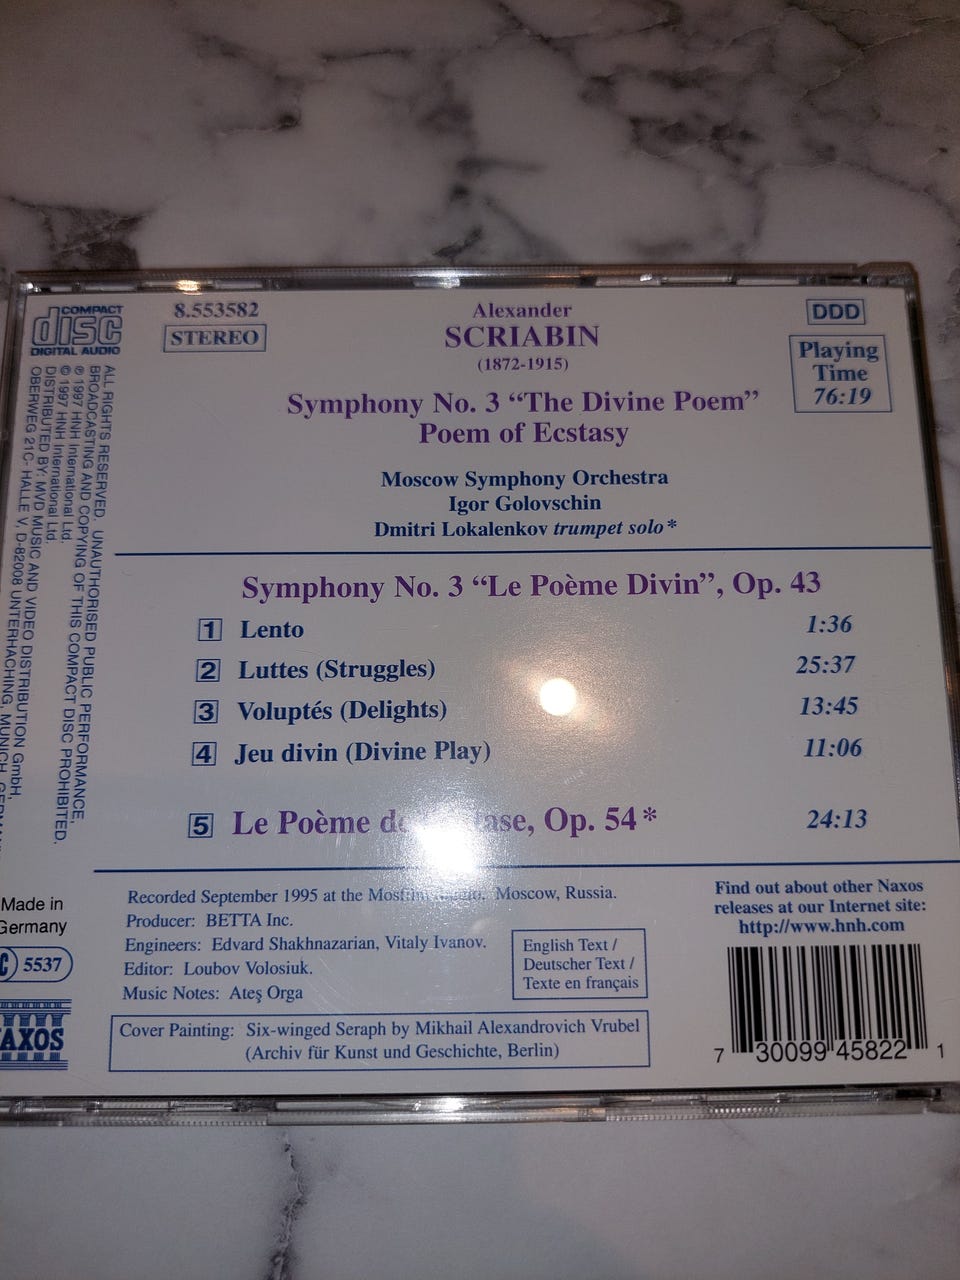 COMPACT
disc
DIGITAL AUDIO
8.553582
STEREO
Alexander
SCRIABIN
(1872-1915)
DDD
Playing
Time
76:19
Symphony No. 3 “The Divine Poem”
Poem of Ecstasy
Moscow Symphony Orchestra
Igor Golovschin
Dmitri Lokalenkov trumpet solo*
ALL RIGHTS RESERVED. UNAUTHORISED PUBLIC PERFORMANCE,
BROADCASTING AND COPYING OF THIS COMPACT DISC PROHIBITED.
℗ 1997 HNH International Ltd.
© 1997 HNH International Ltd.
DISTRIBUTED BY: MVD MUSIC AND VIDEO DISTRIBUTION GmbH,
OBERWEG 21C- HALLE V, D-82008 UNTERHACHING, MUNICH,
Symphony No. 3 “Le Poème Divin”, Op. 43
1 Lento 1:36
2 Luttes (Struggles) 25:37
3 Voluptés (Delights) 13:45
4 Jeu divin (Divine Play) 11:06
5 Le Poème Op. 54* 24:13
Recorded September 1995 at the Moscow, Russia.
Producer: BETTA Inc.
Engineers: Edvard Shakhnazarian, Vitaly Ivanov.
Editor: Loubov Volosiuk.
Music Notes: Ateş Orga
English Text /
Deutscher Text /
Texte en français
Cover Painting: Six-winged Seraph by Mikhail Alexandrovich Vrubel
(Archiv für Kunst und Geschichte, Berlin)
Find out about other Naxos
releases at our Internet site:
http://www.hnh.com
7 30099 45822 1
Made in
Germany
5537
NAXOS